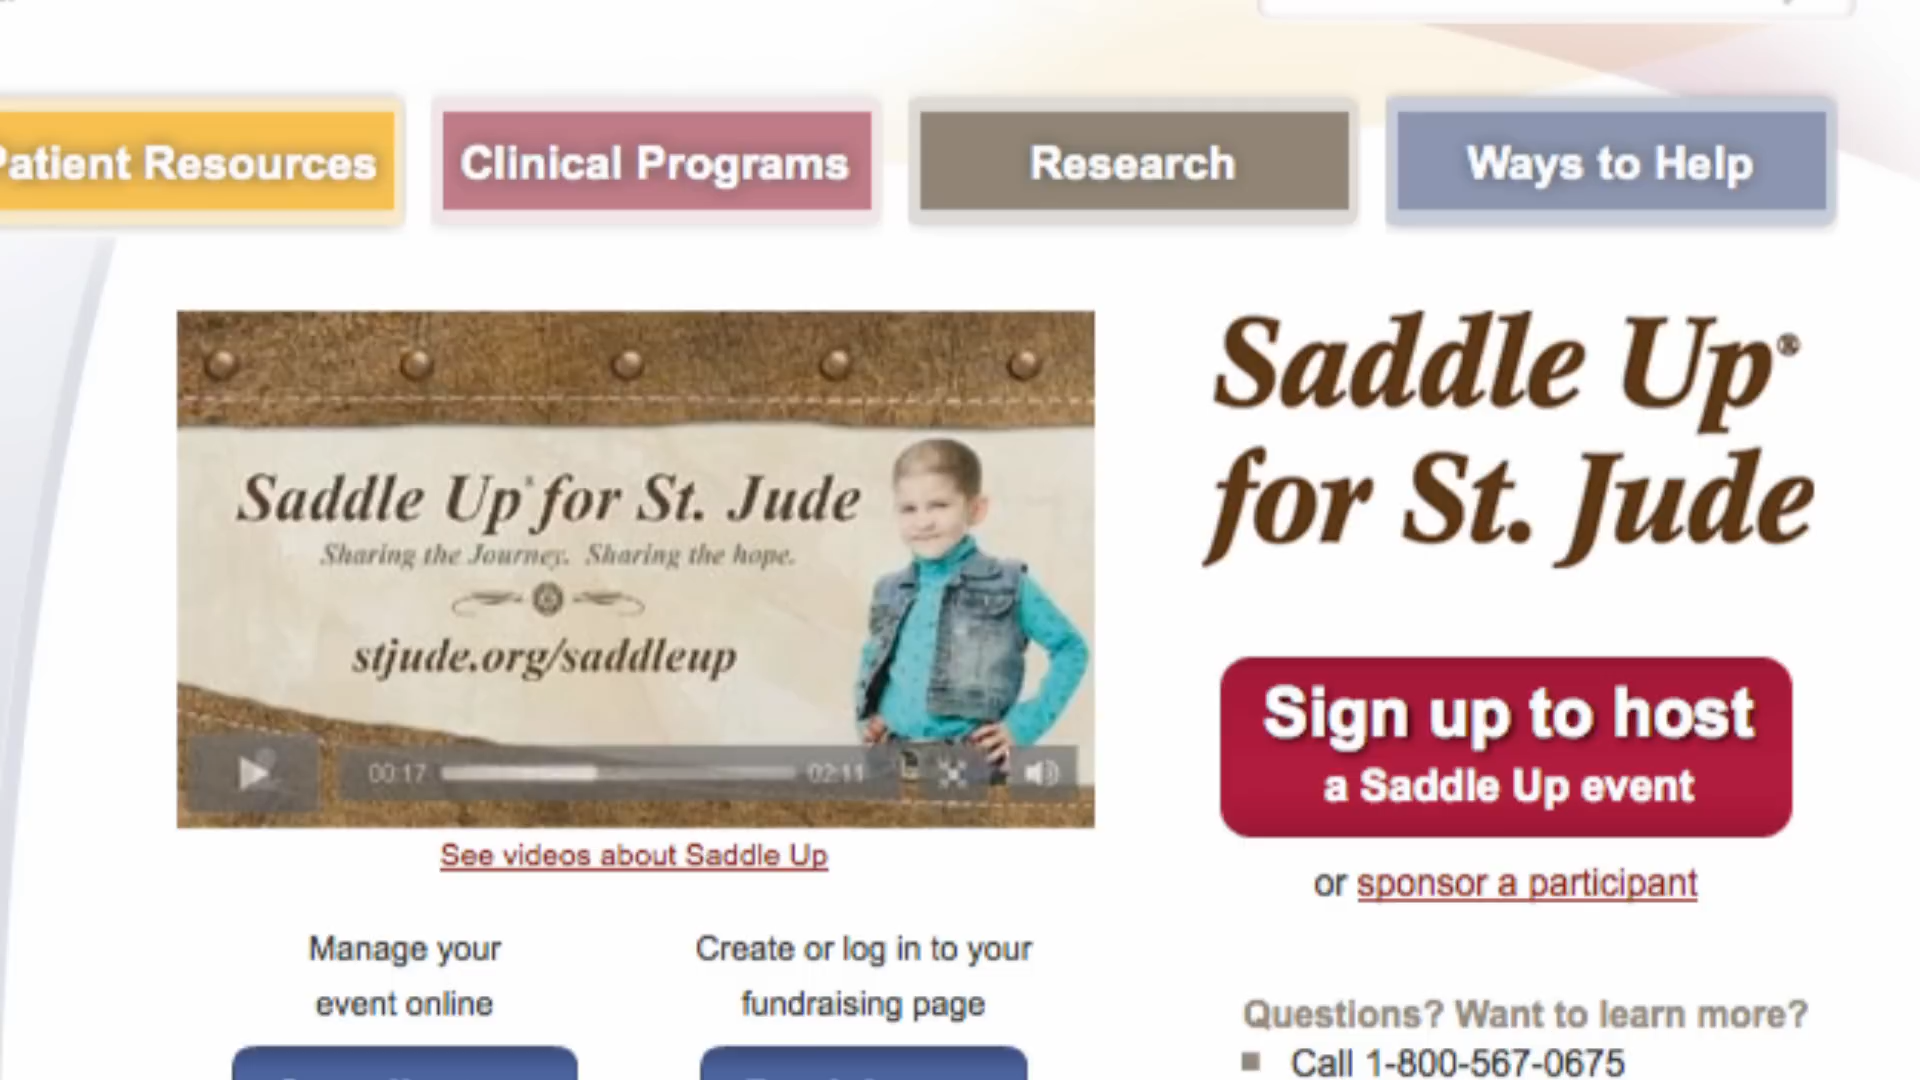 Patient Resources
Clinical Programs
Research
Ways to Help
Saddle Up® for St. Jude
Sharing the Journey. Sharing the hope.
stjude.org/saddleup
00:17
02:11
See videos about Saddle Up
Saddle Up®
for St. Jude
Sign up to host
a Saddle Up event
or sponsor a participant
Manage your
event online
Create or log in to your
fundraising page
Questions? Want to learn more?
Call 1-800-567-0675